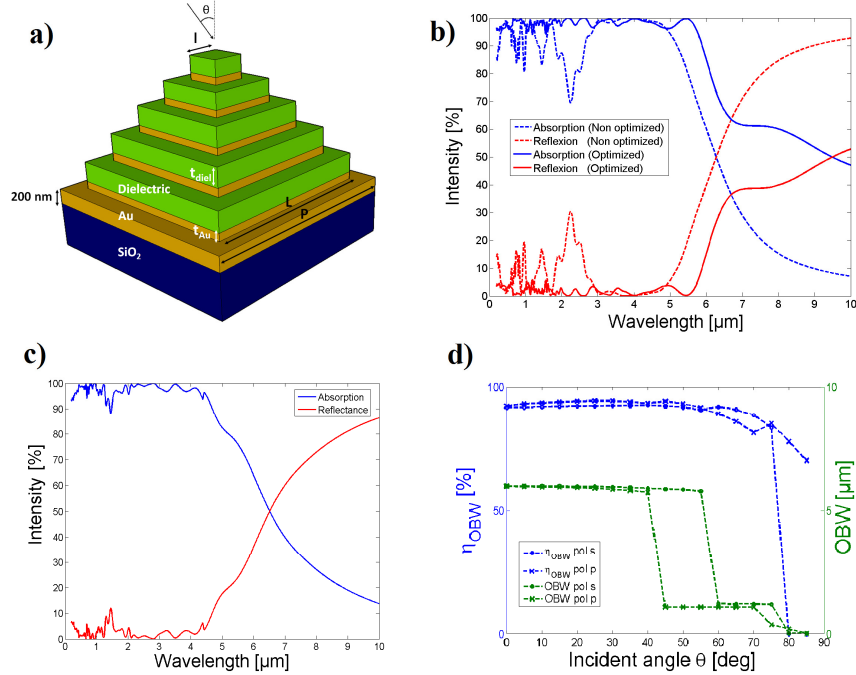 a)
θ
l
t_diel
Dielectric
200 nm
L
P
Au
t_Au
SiO₂
b)
100
90
80
70
60
50
40
30
20
10
0
Intensity [%]
Absorption (Non optimized)
Reflexion (Non optimized)
Absorption (Optimized)
Reflexion (Optimized)
0 1 2 3 4 5 6 7 8 9 10
Wavelength [µm]
c)
100
90
80
70
60
50
40
30
20
10
0
Intensity [%]
Absorption
Reflectance
0 1 2 3 4 5 6 7 8 9 10
Wavelength [µm]
d)
100
50
0
η_OBW [%]
10
5
0
OBW [µm]
η_OBW pol s
η_OBW pol p
OBW pol s
OBW pol p
0 10 20 30 40 50 60 70 80 90
Incident angle θ [deg]